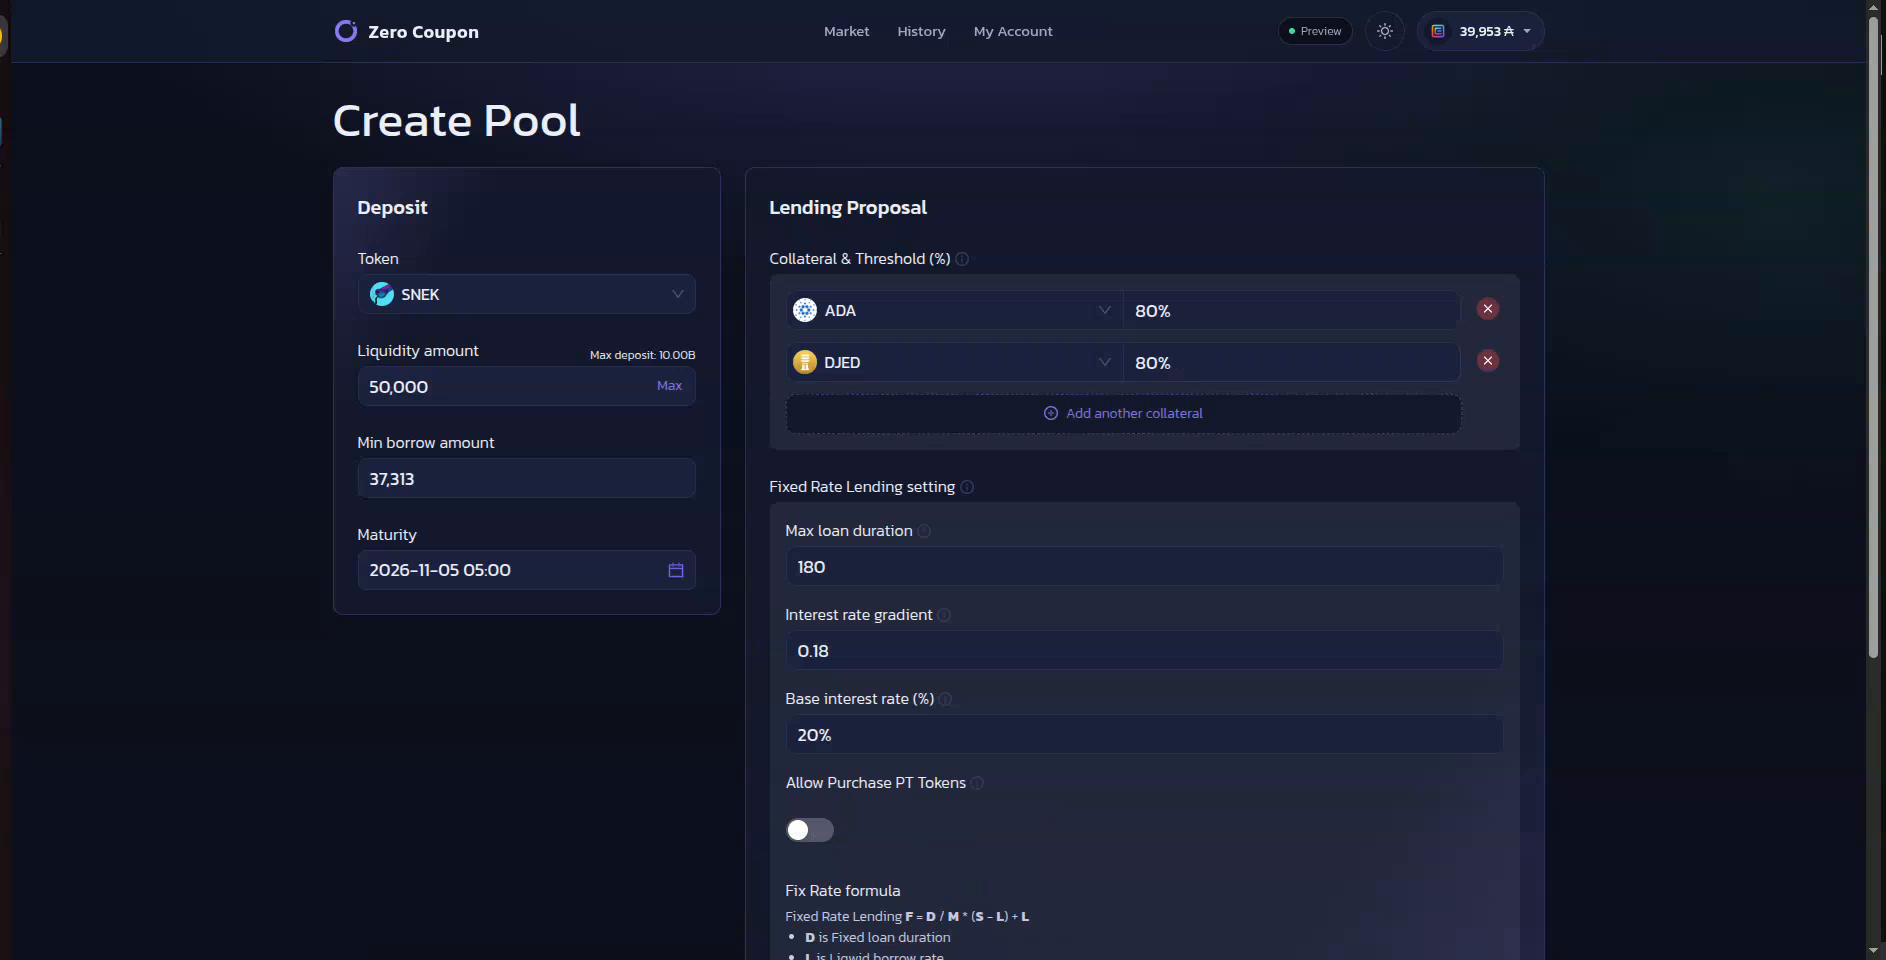 Zero Coupon
Market History My Account
Preview
39,953 ₳
Create Pool
Deposit
Token
SNEK
Liquidity amount
Max deposit: 10.00B
50,000
Max
Min borrow amount
37,313
Maturity
2026-11-05 05:00
Lending Proposal
Collateral & Threshold (%)
ADA 80%
DJED 80%
Add another collateral
Fixed Rate Lending setting
Max loan duration
180
Interest rate gradient
0.18
Base interest rate (%)
20%
Allow Purchase PT Tokens
Fix Rate formula
Fixed Rate Lending F = D / M * (S - L) + L
• D is Fixed loan duration
• L is Liqwid borrow rate